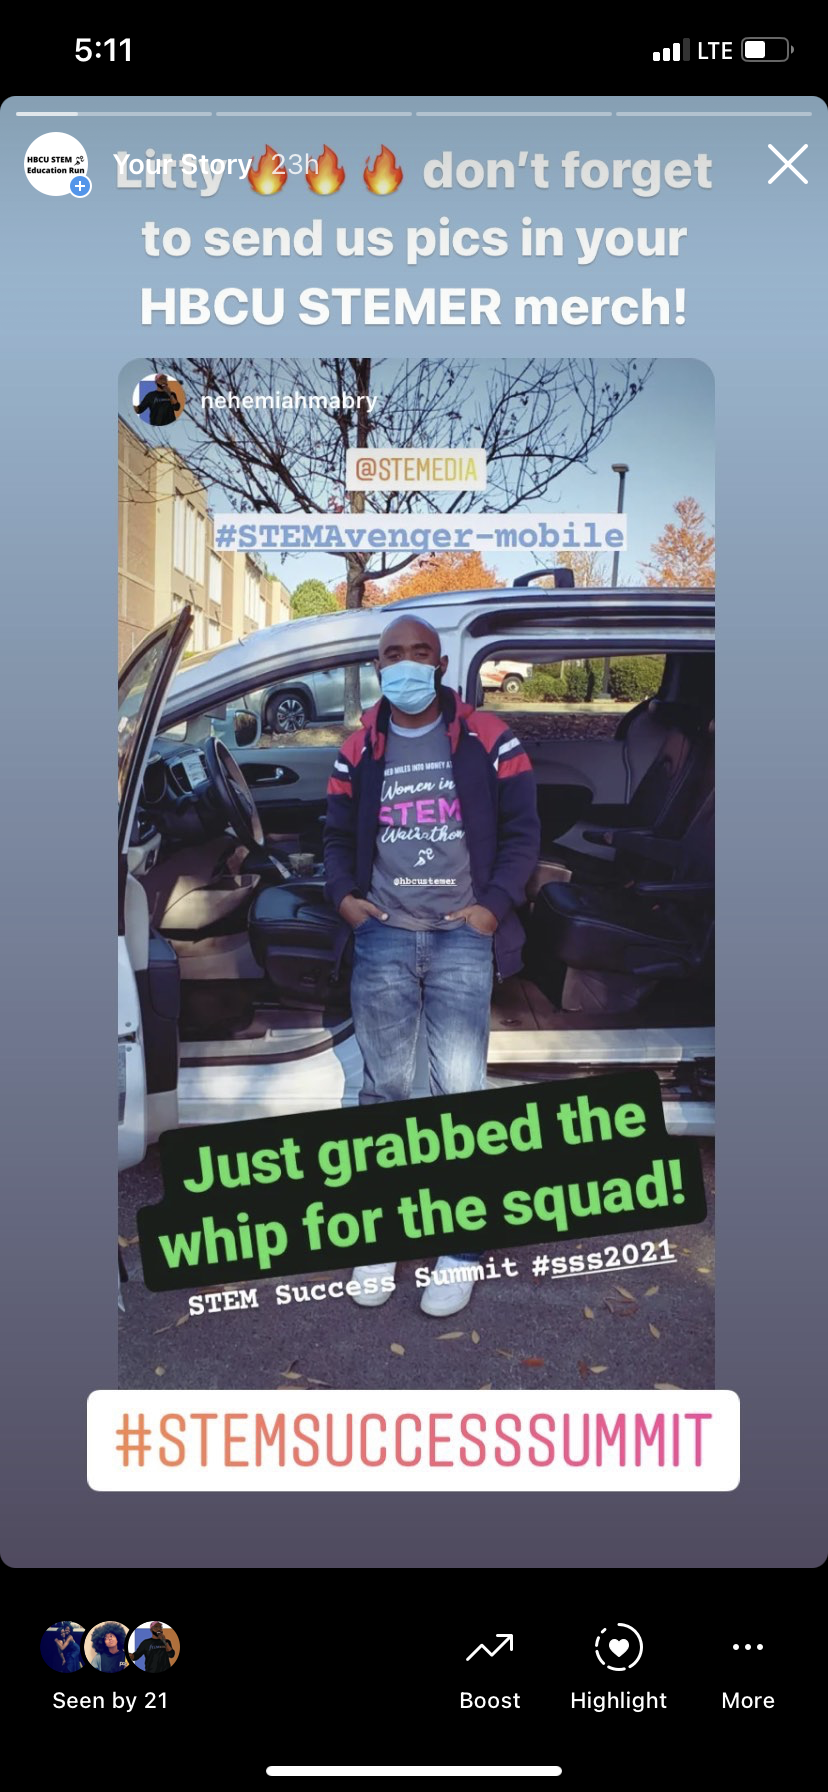 5:11
LTE
HBCU STEM
Education Run
Your Story 23h
Litty🔥🔥🔥 don't forget
to send us pics in your
HBCU STEMER merch!
nehemiahmabry
@STEMEDIA
#STEMAvenger-mobile
MILES INTO MONEY
Women in
STEM
Walkathon
@hbcustemer
Just grabbed the
whip for the squad!
STEM Success Summit #sss2021
#STEMSUCCESSSUMMIT
Seen by 21
Boost
Highlight
More